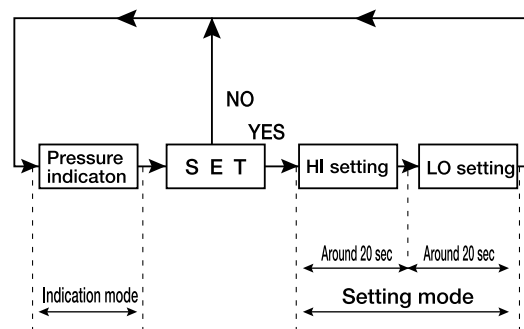 NO
YES
Pressure
indicaton
S E T
HI setting
LO setting
Around 20 sec
Around 20 sec
Indication mode
Setting mode